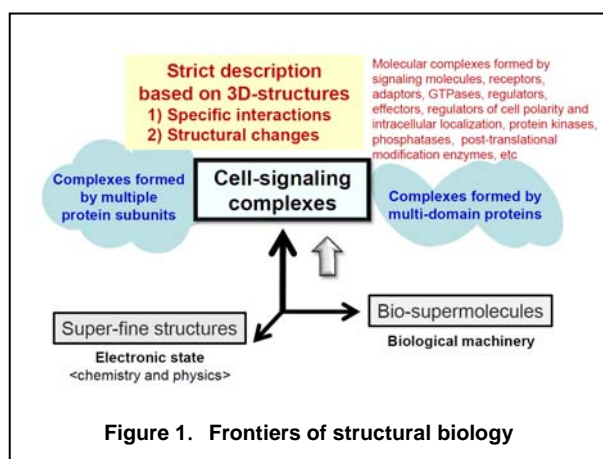 Strict description
based on 3D-structures
1) Specific interactions
2) Structural changes
Molecular complexes formed by
signaling molecules, receptors,
adaptors, GTPases, regulators,
effectors, regulators of cell polarity and
intracellular localization, protein kinases,
phosphatases, post-translational
modification enzymes, etc
Complexes formed
by multiple
protein subunits
Cell-signaling
complexes
Complexes formed by
multi-domain proteins
Super-fine structures
Electronic state
<chemistry and physics>
Bio-supermolecules
Biological machinery
Figure 1. Frontiers of structural biology